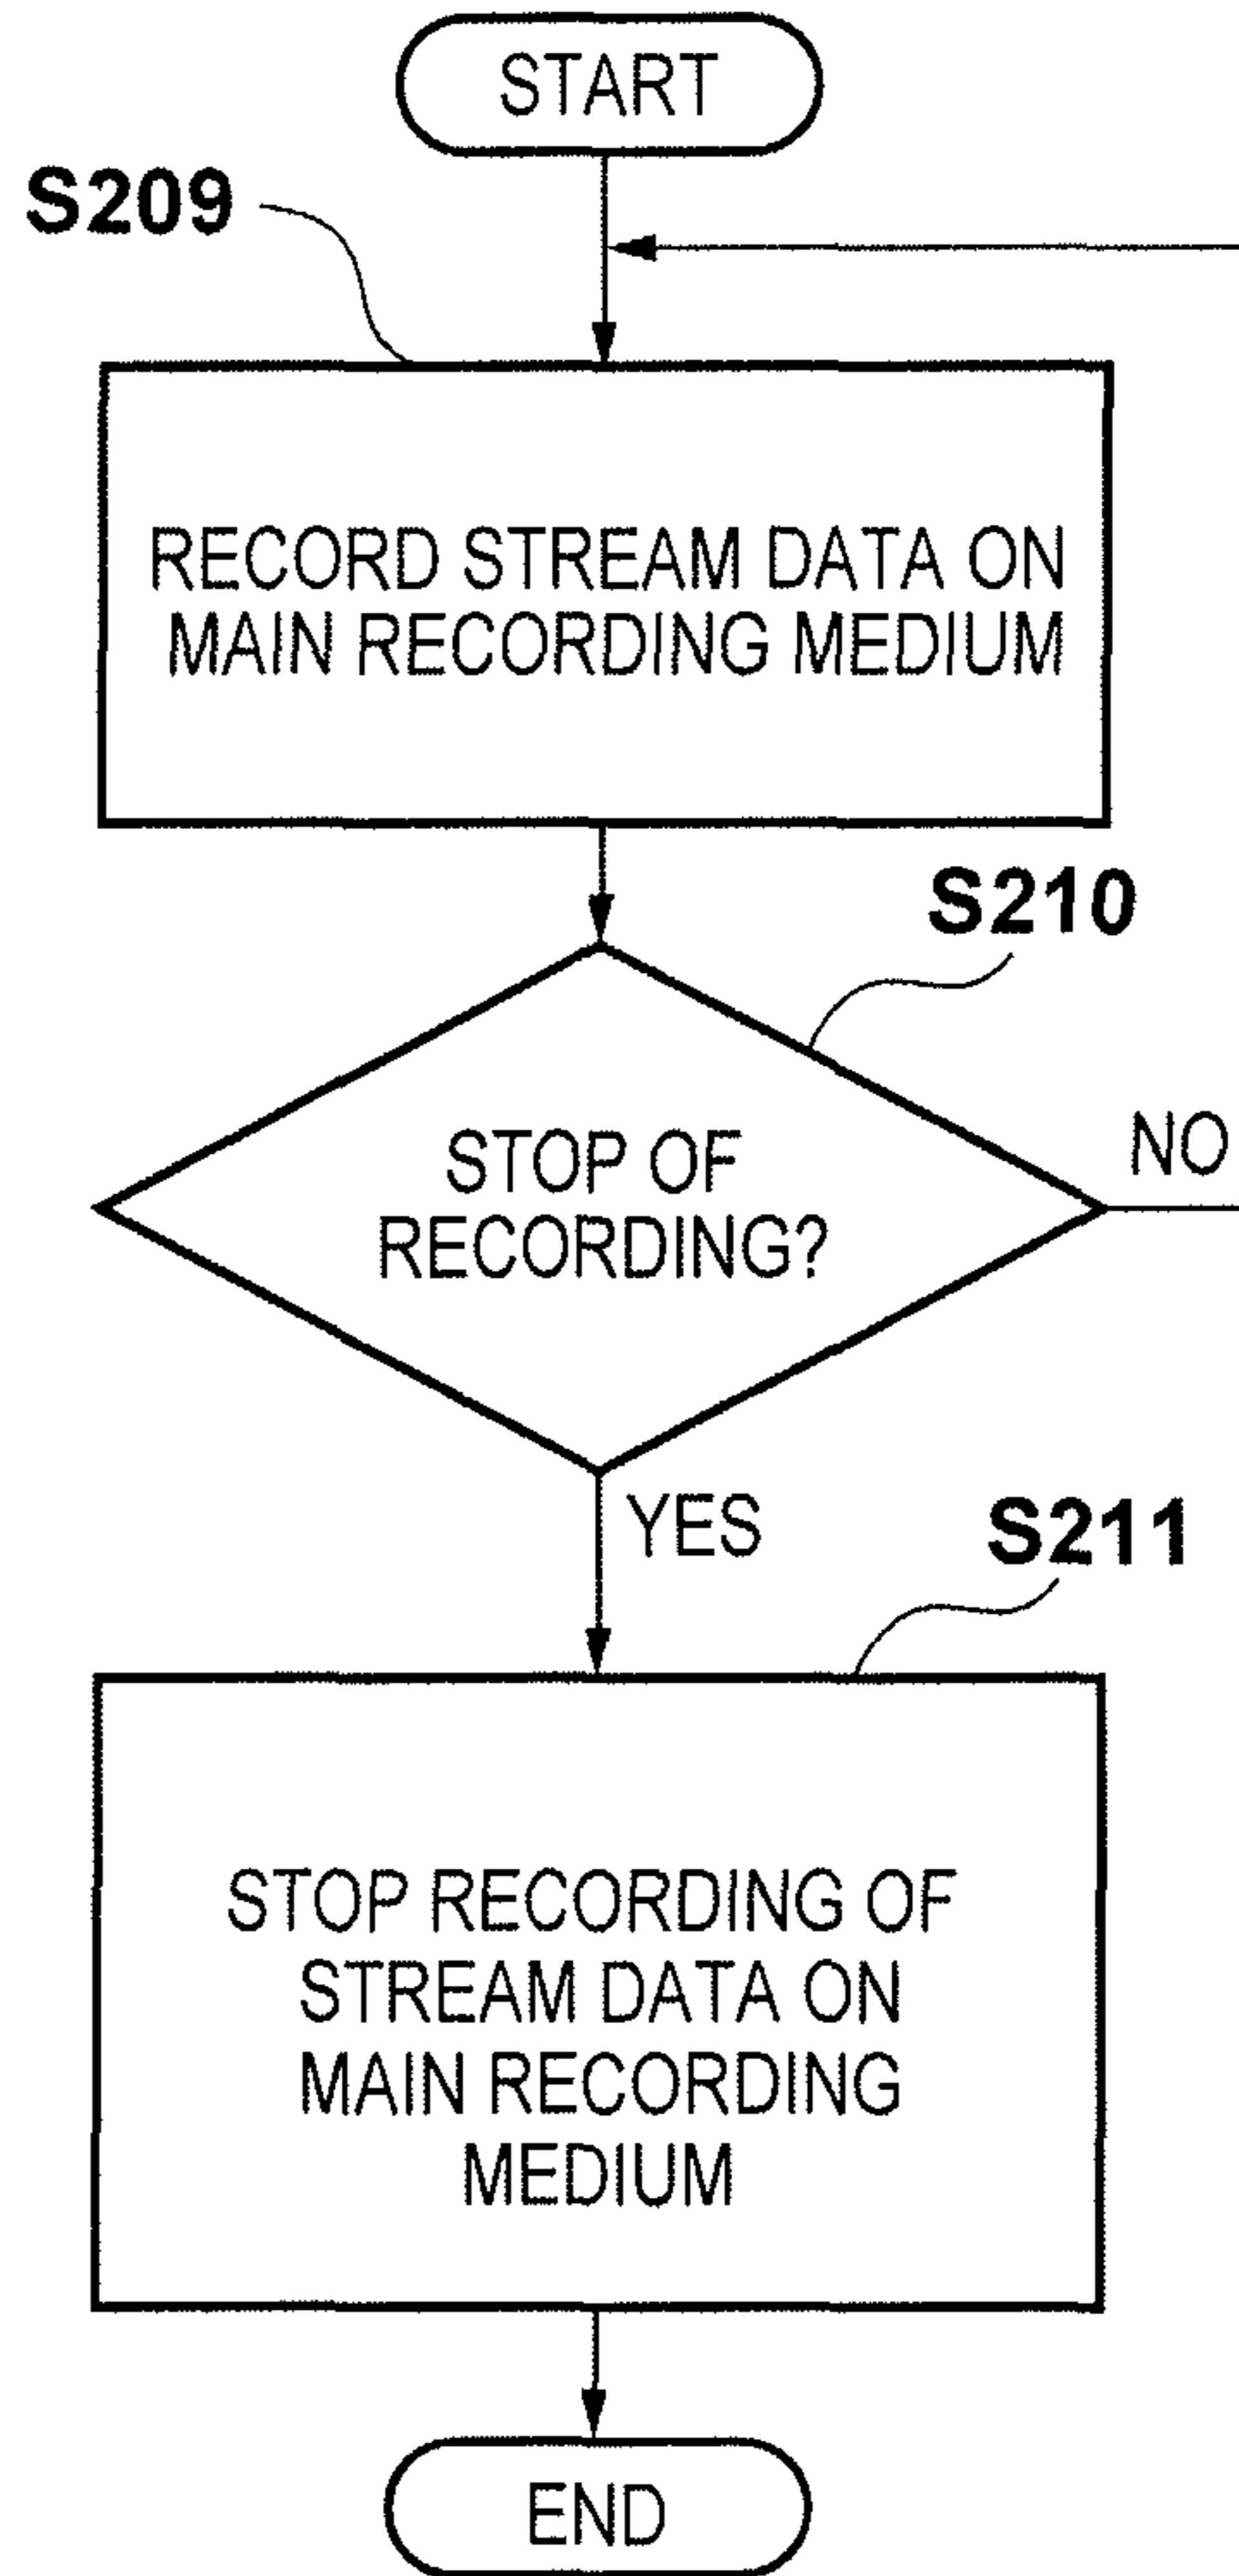 START
S209
RECORD STREAM DATA ON
MAIN RECORDING MEDIUM
S210
STOP OF
RECORDING?
NO
YES
S211
STOP RECORDING OF
STREAM DATA ON
MAIN RECORDING
MEDIUM
END